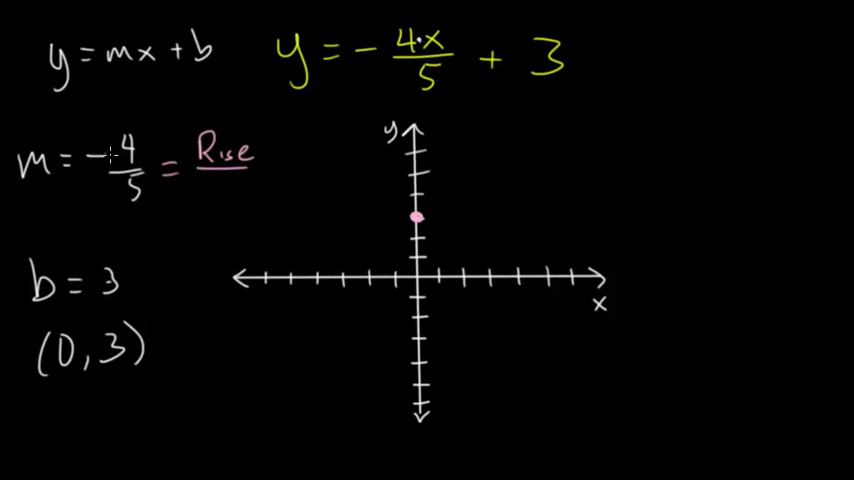 y = mx + b
y = - 4·x/5 + 3
m = - 4/5 = Rise
y
b = 3
x
(0, 3)